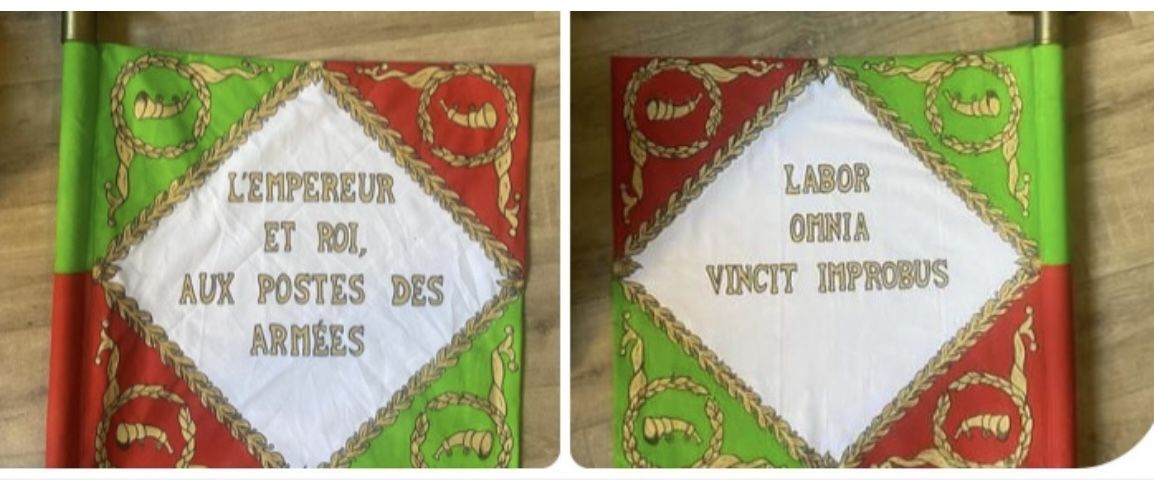 L'EMPEREUR
ET ROI,
AUX POSTES DES
ARMÉES
LABOR
OMNIA
VINCIT IMPROBUS